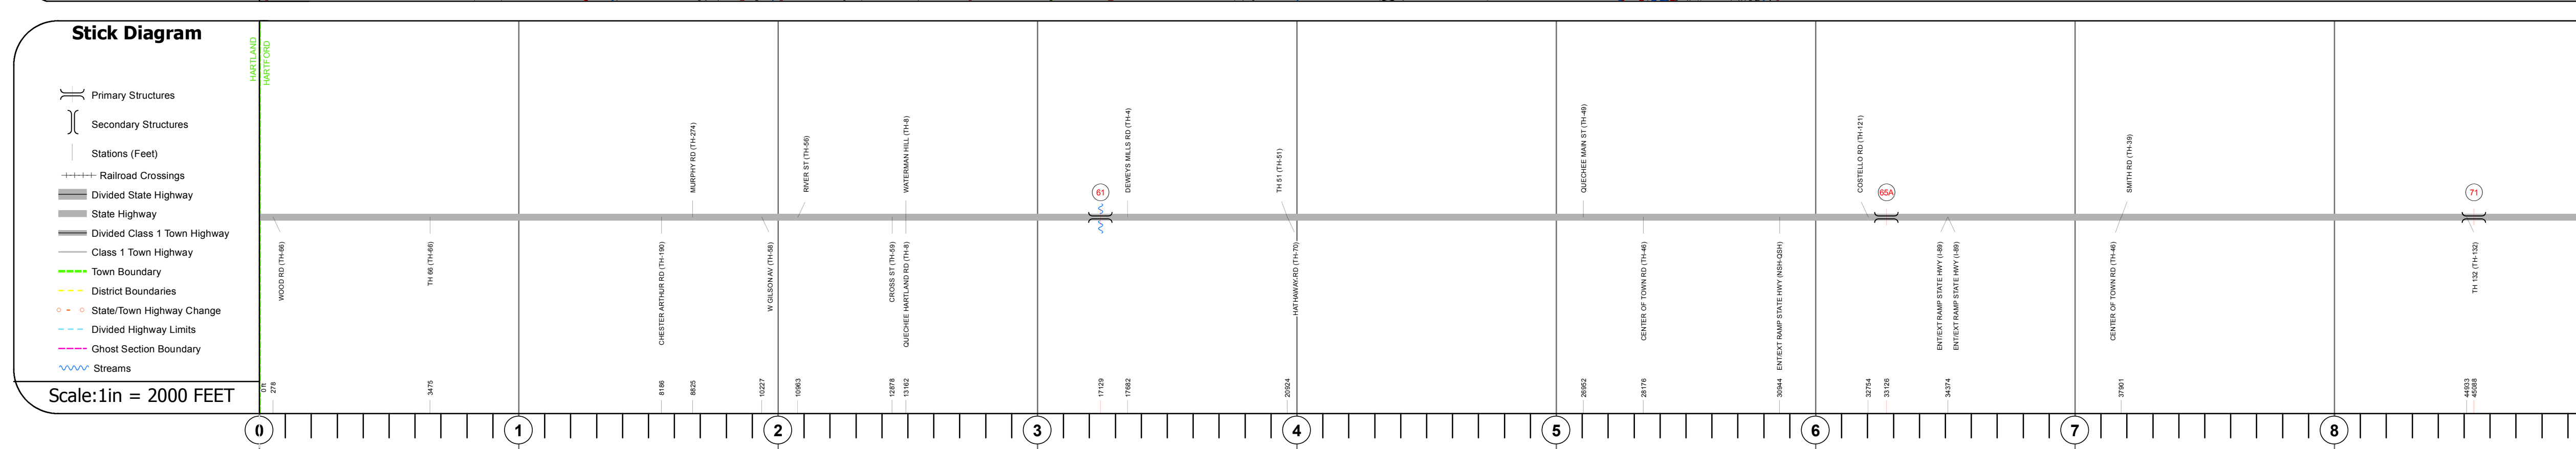 Stick Diagram
Primary Structures
Secondary Structures
Stations (Feet)
Railroad Crossings
Divided State Highway
State Highway
Divided Class 1 Town Highway
Class 1 Town Highway
Town Boundary
District Boundaries
State/Town Highway Change
Divided Highway Limits
Ghost Section Boundary
Streams
Scale:1in = 2000 FEET
HARTLAND
HARTFORD
MURPHY RD (TH-274)
RIVER ST (TH-56)
WATERMAN HILL (TH-8)
61
DEWEYS MILLS RD (TH-4)
TH 51 (TH-51)
QUECHEE MAIN ST (TH-49)
COSTELLO RD (TH-121)
65A
SMITH RD (TH-39)
71
WOOD RD (TH-66)
TH 66 (TH-66)
CHESTER ARTHUR RD (TH-190)
W GILSON AV (TH-58)
CROSS ST (TH-59)
QUECHEE HARTLAND RD (TH-8)
HATHAWAY RD (TH-70)
CENTER OF TOWN RD (TH-46)
ENT/EXT RAMP STATE HWY (NSH-QSH)
ENT/EXT RAMP STATE HWY (I-89)
ENT/EXT RAMP STATE HWY (I-89)
CENTER OF TOWN RD (TH-46)
TH 132 (TH-132)
0 ft
278
3475
8186
8825
10227
10963
12878
13162
17129
17682
20924
26952
28176
30944
32754
33126
34374
37901
44933
45088
0
1
2
3
4
5
6
7
8